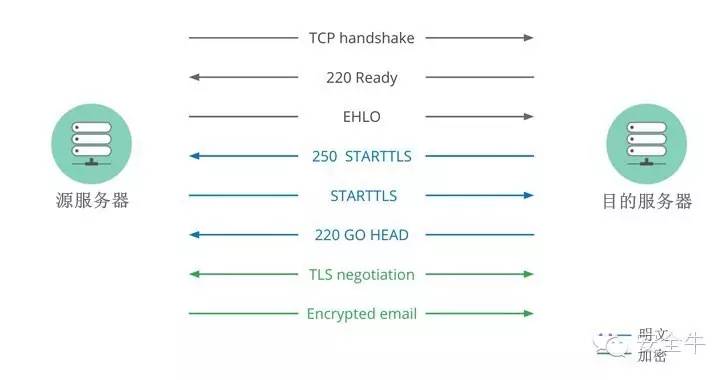 TCP handshake
220 Ready
EHLO
250 STARTTLS
源服务器
STARTTLS
目的服务器
220 GO HEAD
TLS negotiation
Encrypted email
明文
加密
安全牛